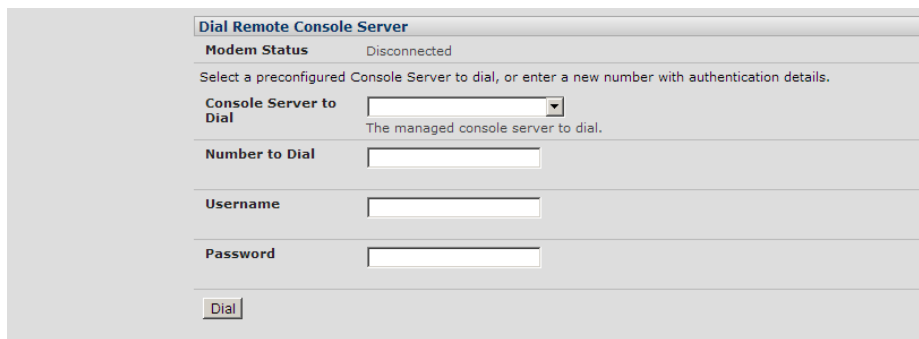 Dial Remote Console Server
Modem Status Disconnected
Select a preconfigured Console Server to dial, or enter a new number with authentication details.
Console Server to
Dial
The managed console server to dial.
Number to Dial
Username
Password
Dial